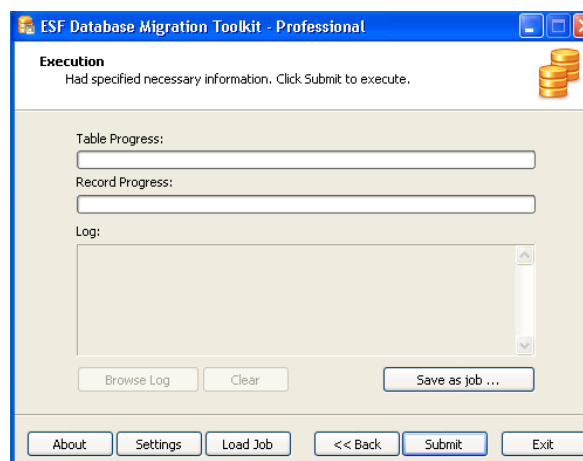 ESF Database Migration Toolkit - Professional
Execution
Had specified necessary information. Click Submit to execute.
Table Progress:
Record Progress:
Log:
Browse Log Clear Save as job ...
About Settings Load Job << Back Submit Exit